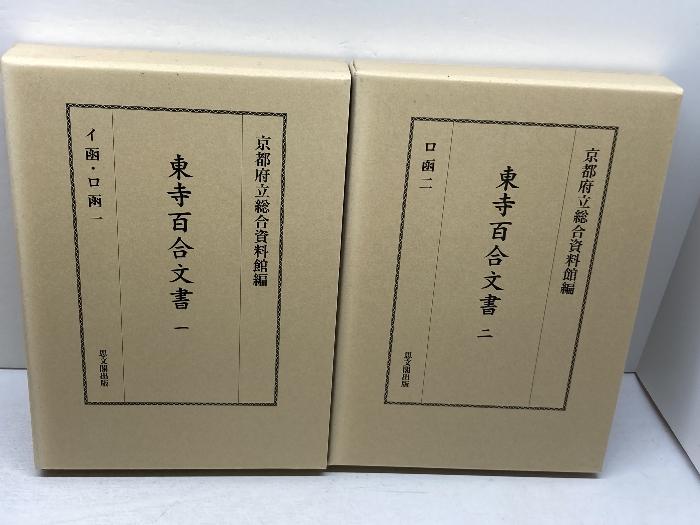 京都府立総合資料館編
東寺百合文書 一
イ函・ロ函一
思文閣出版
京都府立総合資料館編
東寺百合文書 二
ロ函二
思文閣出版